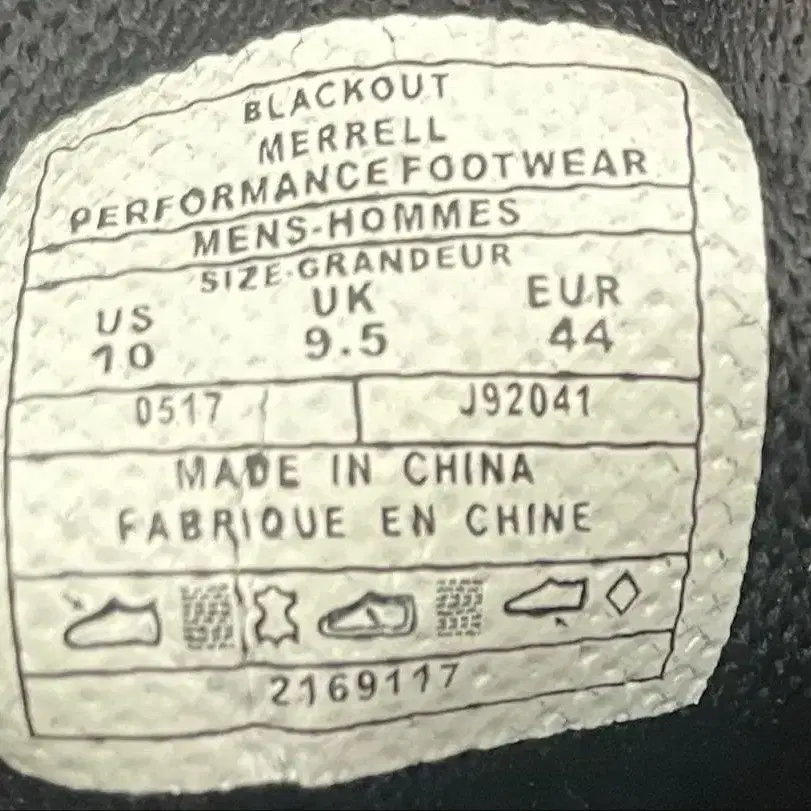 BLACKOUT
MERRELL
PERFORMANCE FOOTWEAR
MENS-HOMMES
SIZE-GRANDEUR
US UK EUR
10 9.5 44
0517 J92041
MADE IN CHINA
FABRIQUE EN CHINE
2169117